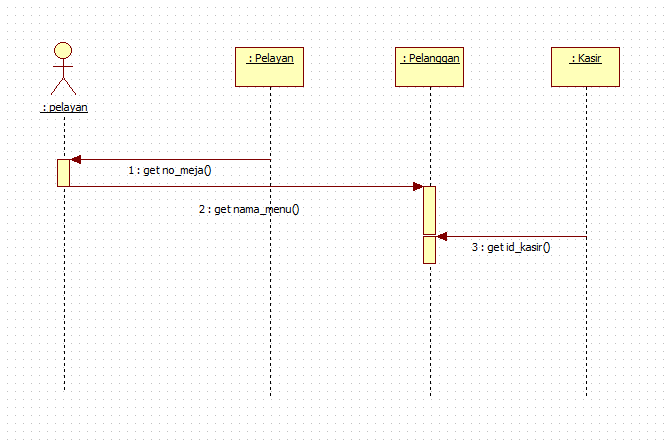 : Pelayan
: Pelanggan
: Kasir
: pelayan
1 : get no_meja()
2 : get nama_menu()
3 : get id_kasir()